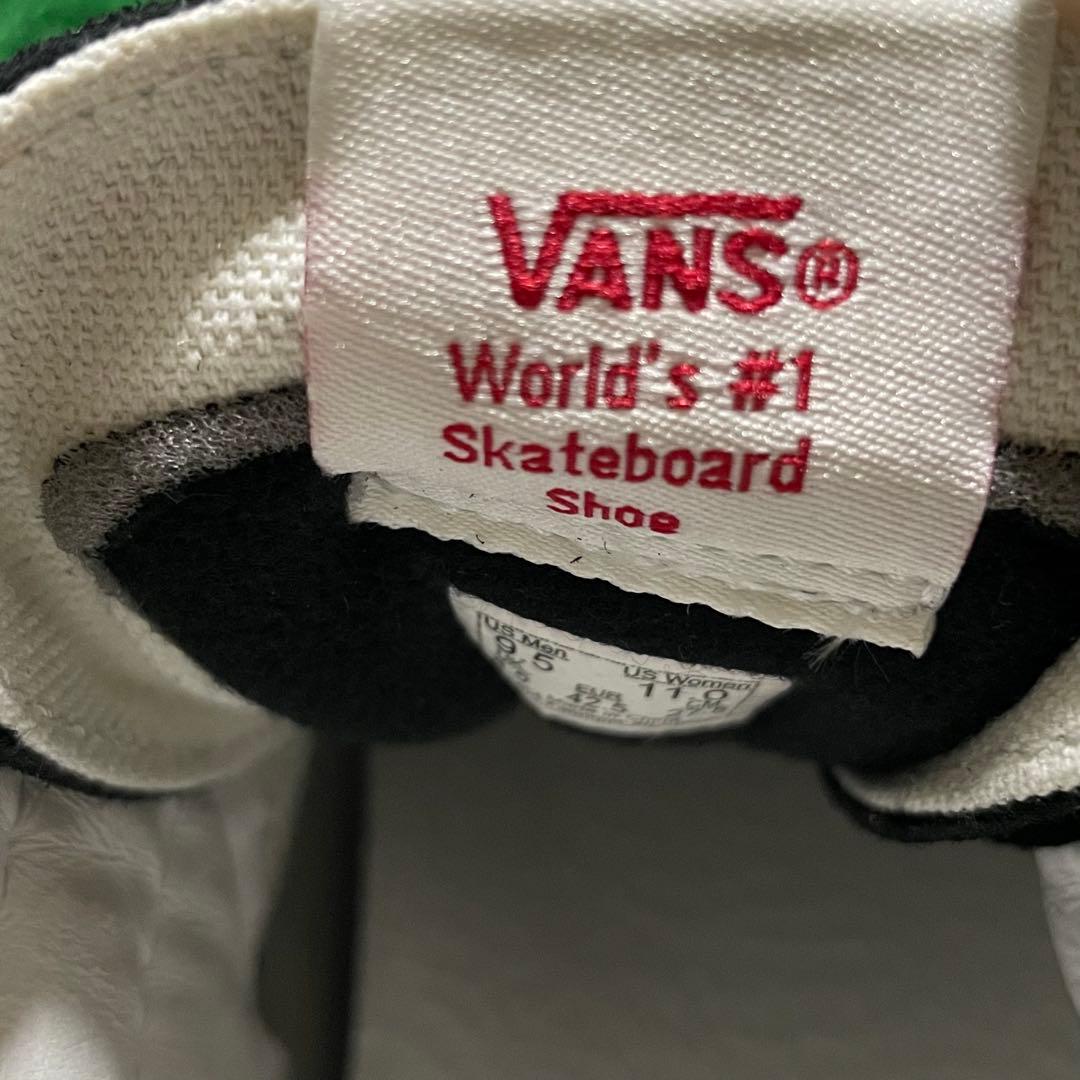 VANS®
World's #1
Skateboard
Shoe
US Men US Women
9.5 11.0
EUR
42.5